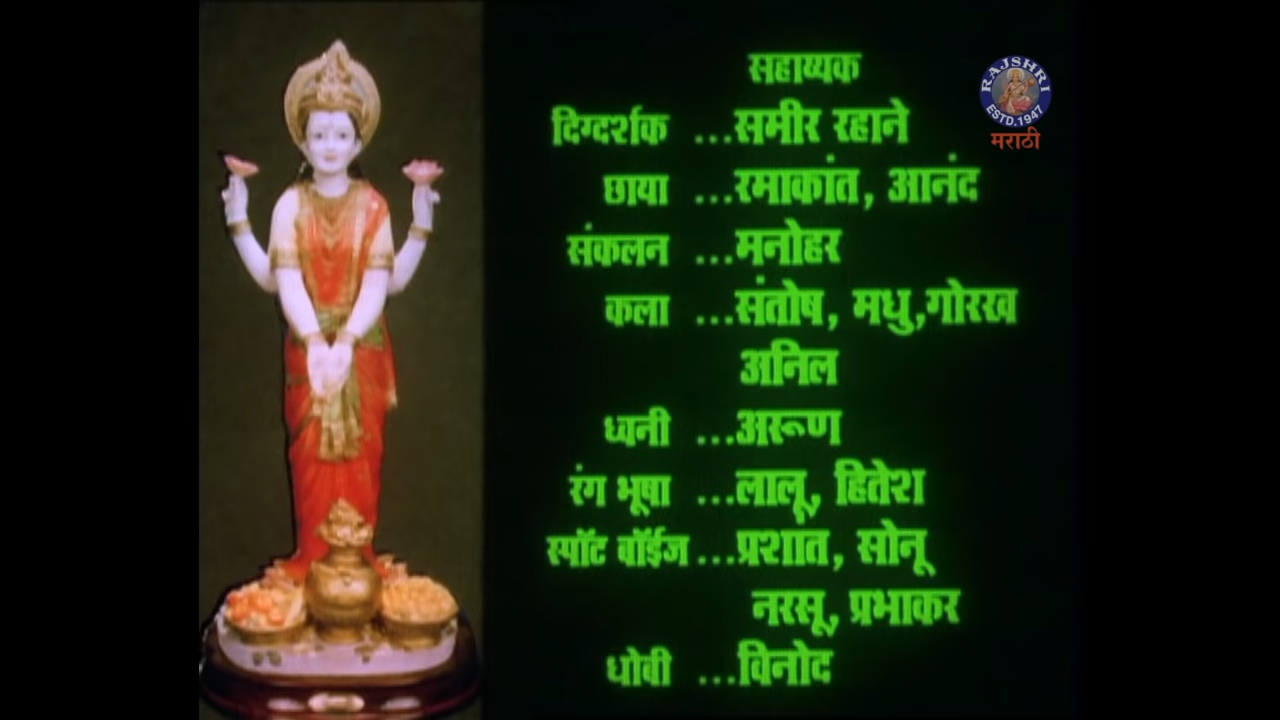 सहाय्यक
दिग्दर्शक ...समीर रहाने
छाया ...रमाकांत, आनंद
संकलन ...मनोहर
कला ...संतोष, मधु,गोरख
अनिल
ध्वनी ...अरूण
रंग भूषा ...लालू, हितेश
स्पॉट बॉईज ...प्रशांत, सोनू
नरसू, प्रभाकर
धोबी ...विनोद
RAJSHRI
ESTD.1947
मराठी